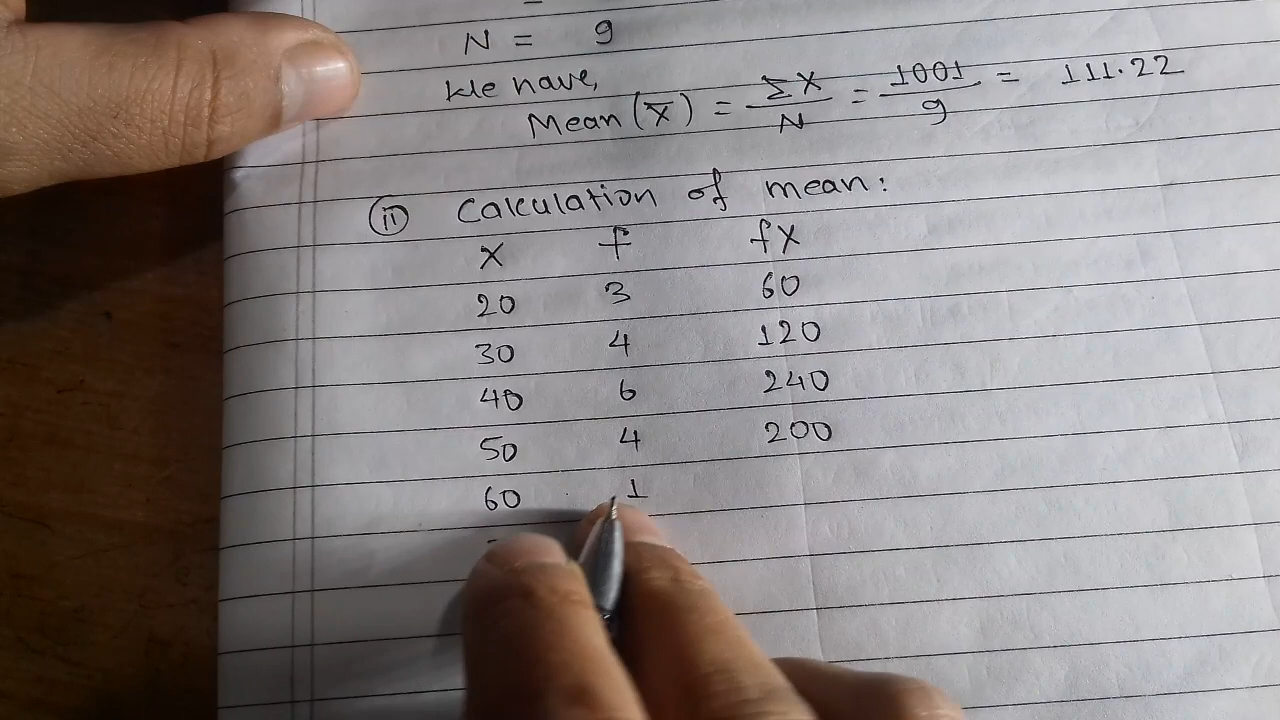 N = 9
We have,
Mean (X̅) = ΣX/N = 1001/9 = 111.22
(ii) Calculation of mean:
X f fX
20 3 60
30 4 120
40 6 240
50 4 200
60 1